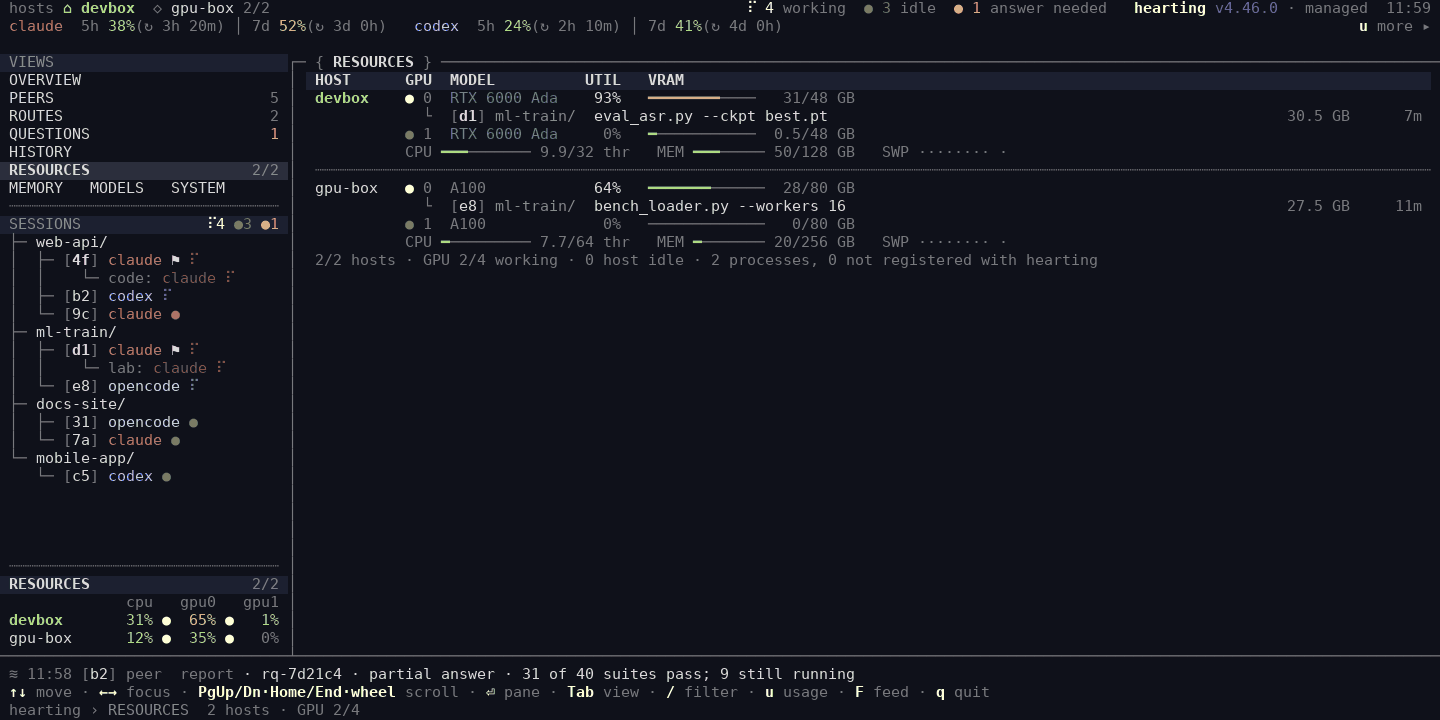 hosts ⌂ devbox ◇ gpu-box 2/2 ⠏ 4 working ● 3 idle ● 1 answer needed hearting v4.46.0 · managed 11:59
claude 5h 38%(↻ 3h 20m) │ 7d 52%(↻ 3d 0h) codex 5h 24%(↻ 2h 10m) │ 7d 41%(↻ 4d 0h) u more ▸
VIEWS
OVERVIEW
PEERS 5
ROUTES 2
QUESTIONS 1
HISTORY
RESOURCES 2/2
MEMORY MODELS SYSTEM
SESSIONS ⠏4 ●3 ●1
├─ web-api/
│ ├─ [4f] claude ⚑ ⠏
│ │ └─ code: claude ⠏
│ ├─ [b2] codex ⠏
│ └─ [9c] claude ●
├─ ml-train/
│ ├─ [d1] claude ⚑ ⠏
│ │ └─ lab: claude ⠏
│ └─ [e8] opencode ⠏
├─ docs-site/
│ ├─ [31] opencode ●
│ └─ [7a] claude ●
└─ mobile-app/
└─ [c5] codex ●
RESOURCES 2/2
cpu gpu0 gpu1
devbox 31% ● 65% ● 1%
gpu-box 12% ● 35% ● 0%
{ RESOURCES }
HOST GPU MODEL UTIL VRAM
devbox ● 0 RTX 6000 Ada 93% 31/48 GB
└ [d1] ml-train/ eval_asr.py --ckpt best.pt 30.5 GB 7m
● 1 RTX 6000 Ada 0% 0.5/48 GB
CPU 9.9/32 thr MEM 50/128 GB SWP ········ ·
gpu-box ● 0 A100 64% 28/80 GB
└ [e8] ml-train/ bench_loader.py --workers 16 27.5 GB 11m
● 1 A100 0% 0/80 GB
CPU 7.7/64 thr MEM 20/256 GB SWP ········ ·
2/2 hosts · GPU 2/4 working · 0 host idle · 2 processes, 0 not registered with hearting
≋ 11:58 [b2] peer report · rq-7d21c4 · partial answer · 31 of 40 suites pass; 9 still running
↑↓ move · ←→ focus · PgUp/Dn·Home/End·wheel scroll · ⏎ pane · Tab view · / filter · u usage · F feed · q quit
hearting › RESOURCES 2 hosts · GPU 2/4